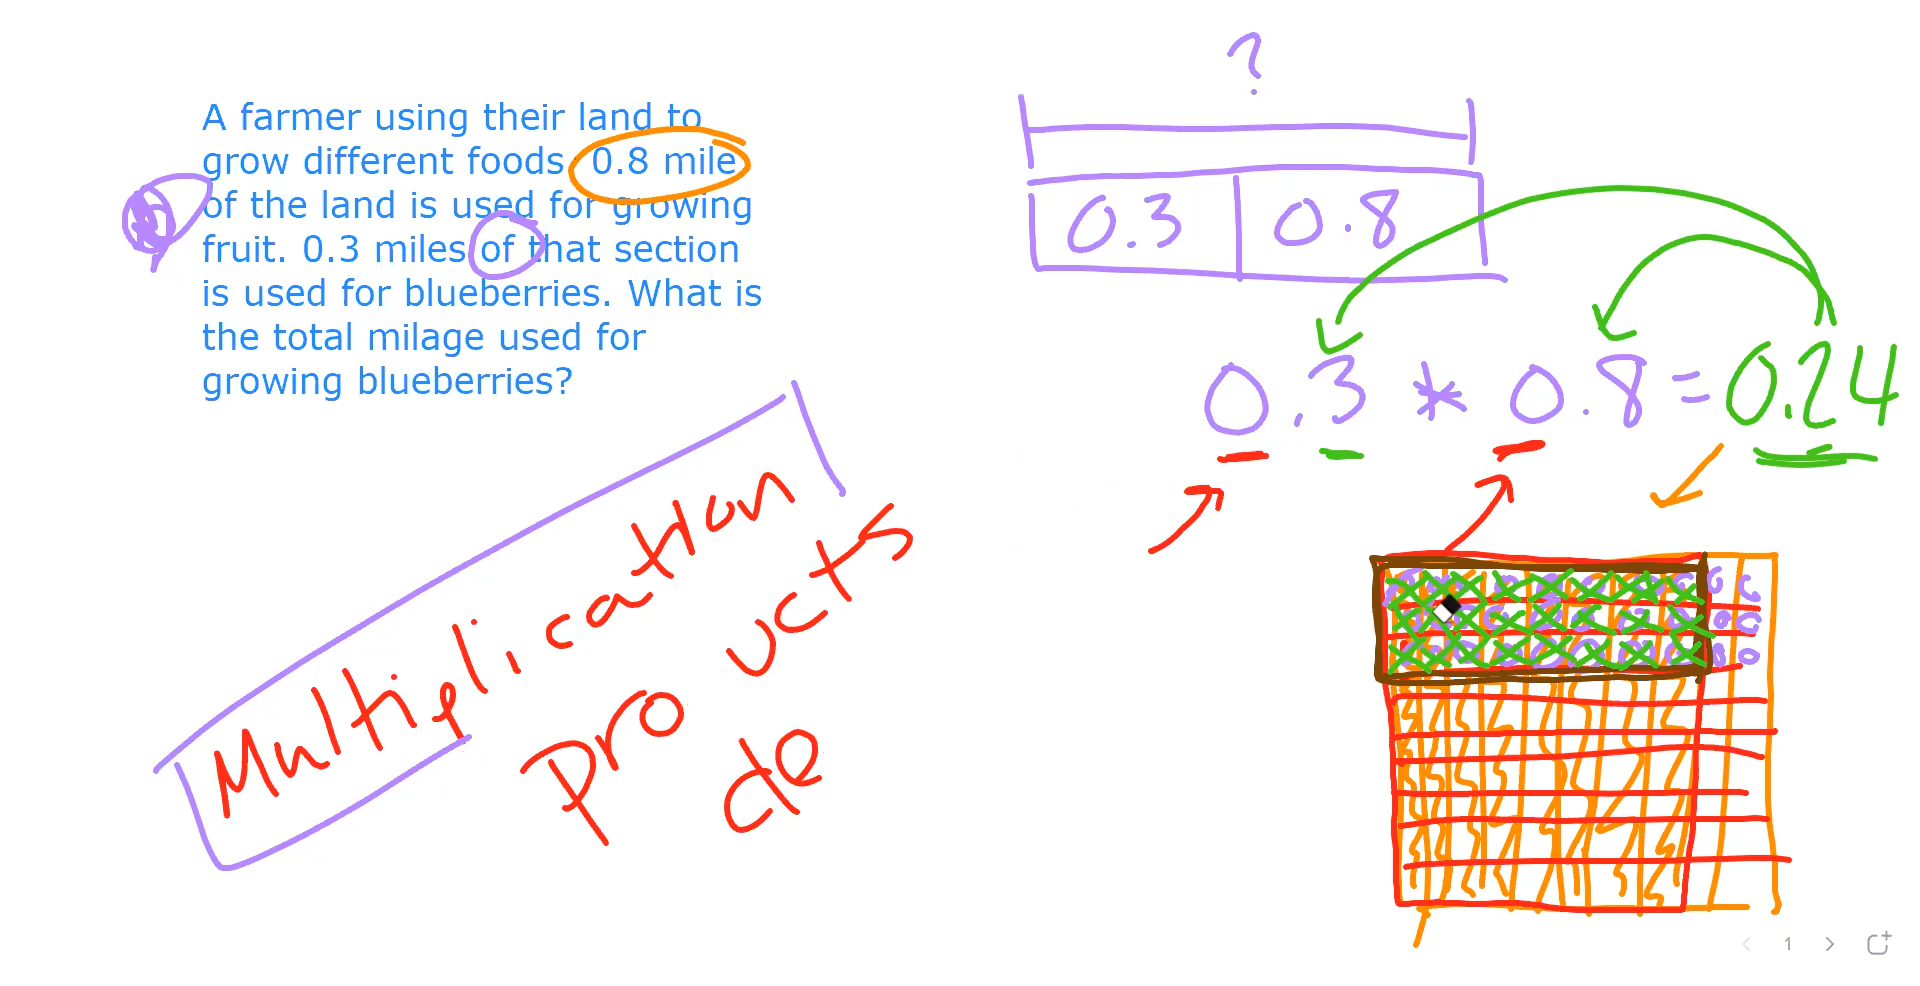 A farmer using their land to
grow different foods. 0.8 mile
of the land is used for growing
fruit. 0.3 miles of that section
is used for blueberries. What is
the total milage used for
growing blueberries?
?
0.3 0.8
0.3 * 0.8 = 0.24
Multiplication
Pro ucts
de
1